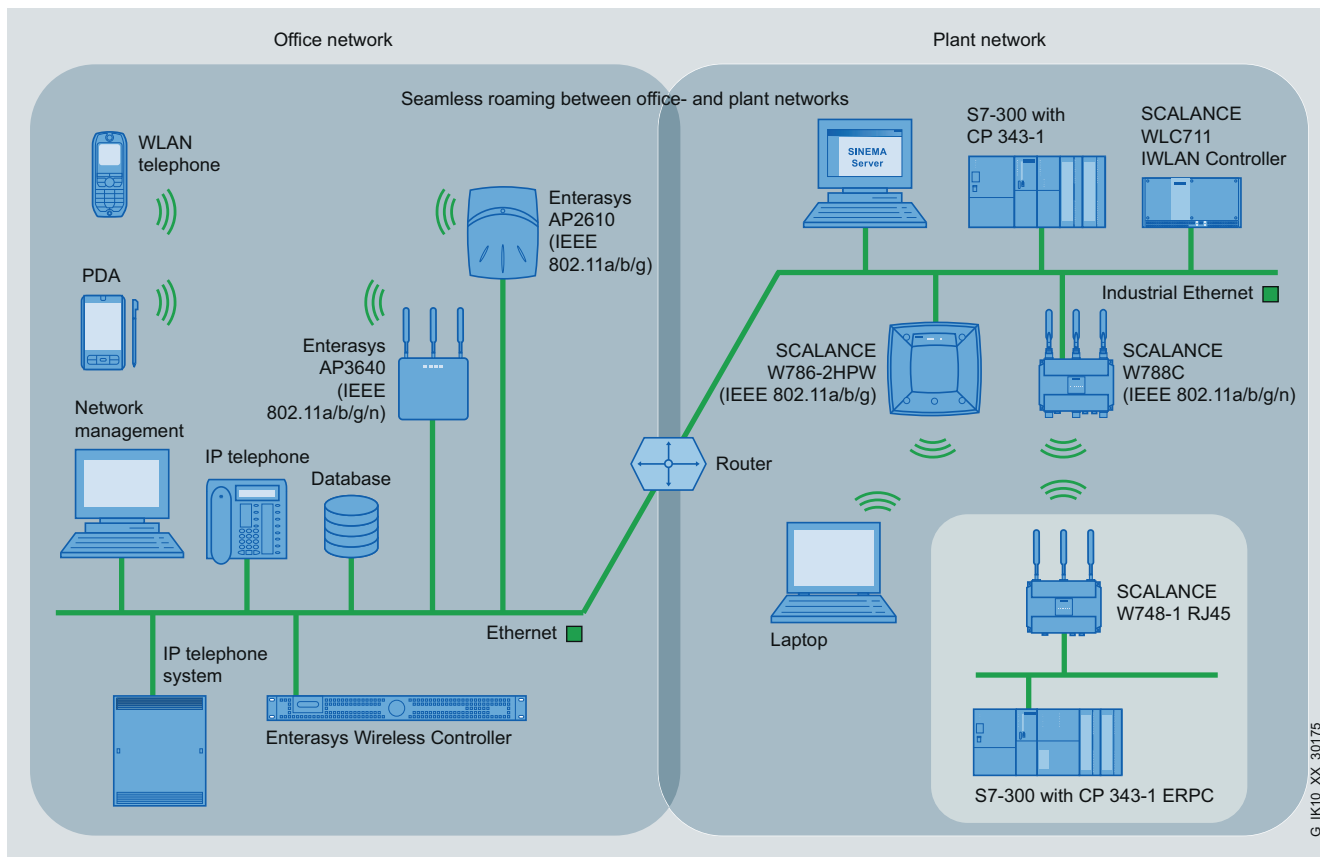 Office network
Plant network
Seamless roaming between office- and plant networks
WLAN
telephone
Enterasys
AP2610
(IEEE
802.11a/b/g)
PDA
Enterasys
AP3640
(IEEE
802.11a/b/g/n)
Network
management
IP telephone
Database
Ethernet
IP telephone
system
Enterasys Wireless Controller
Router
SINEMA
Server
S7-300 with
CP 343-1
SCALANCE
WLC711
IWLAN Controller
Industrial Ethernet
SCALANCE
W786-2HPW
(IEEE 802.11a/b/g)
SCALANCE
W788C
(IEEE 802.11a/b/g/n)
Laptop
SCALANCE
W748-1 RJ45
S7-300 with CP 343-1 ERPC
G_IK10_XX_30175